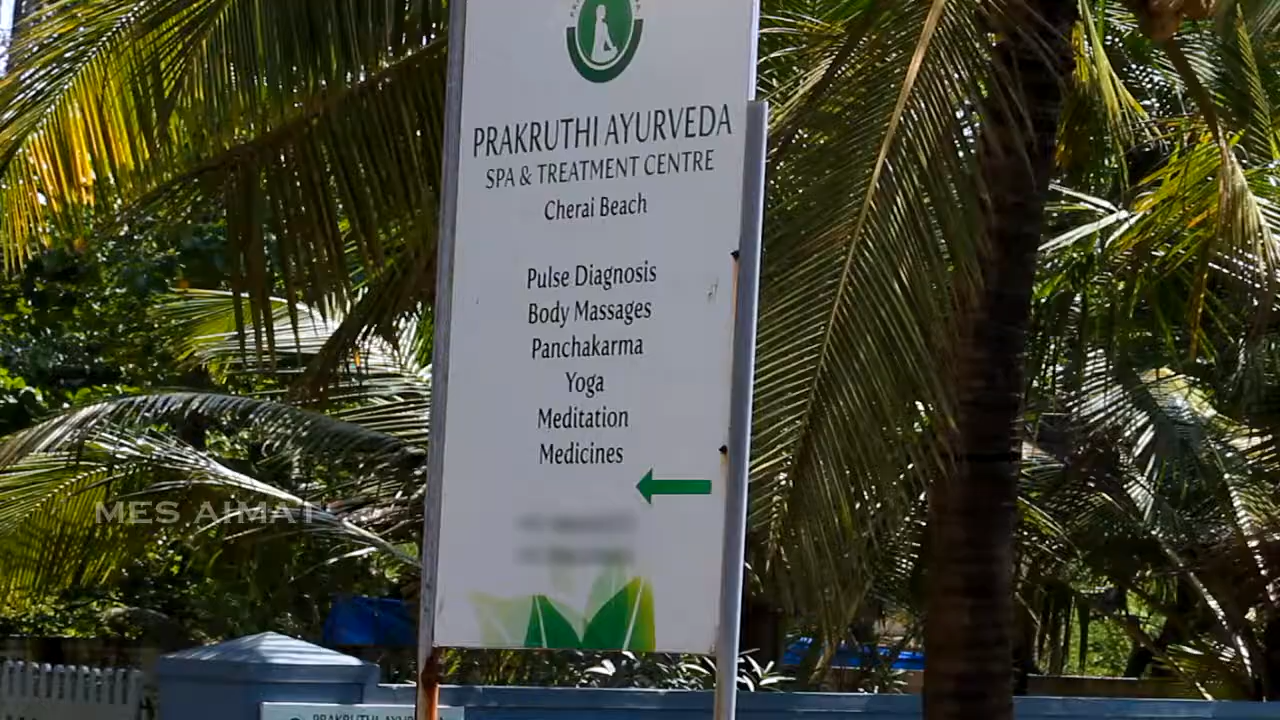 PRAKRUTHI AYURVEDA
SPA & TREATMENT CENTRE
Cherai Beach
Pulse Diagnosis
Body Massages
Panchakarma
Yoga
Meditation
Medicines
MES AIMAT